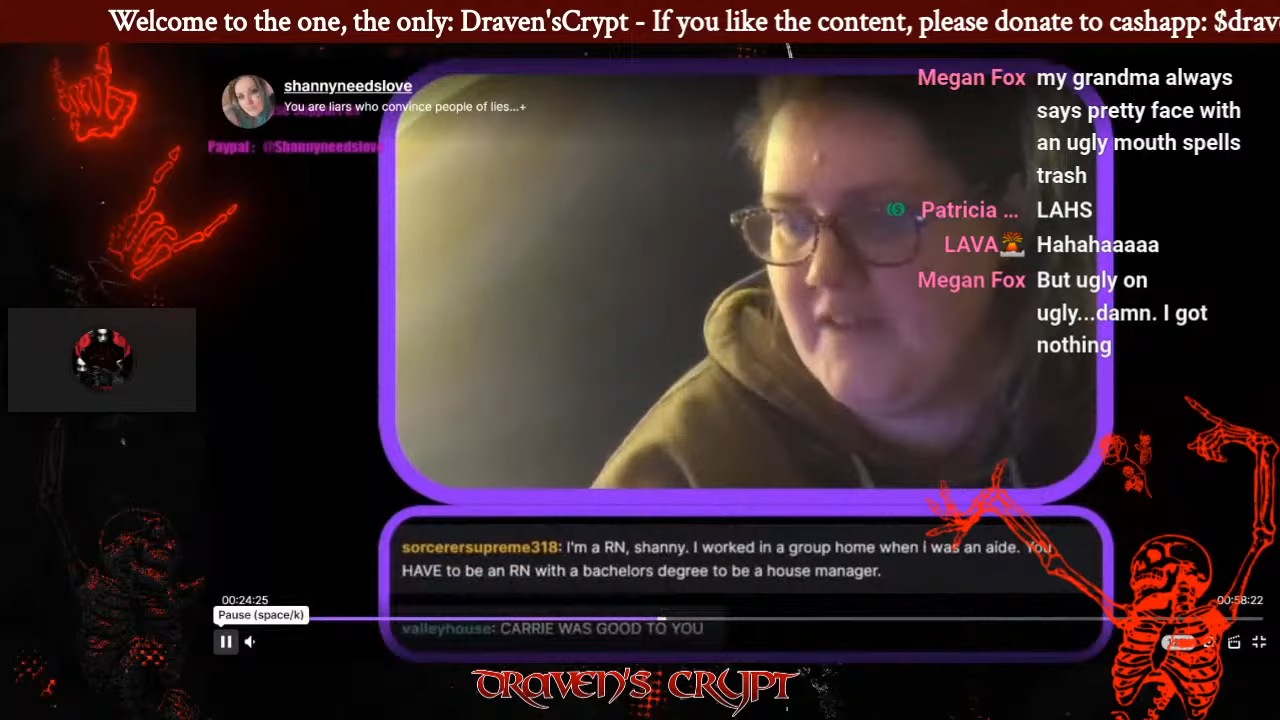 Welcome to the one, the only: Draven'sCrypt - If you like the content, please donate to cashapp: $drav
shannyneedslove
You are liars who convince people of lies...+
Paypal : @Shannyneedslove
Megan Fox my grandma always
says pretty face with
an ugly mouth spells
trash
Patricia ... LAHS
LAVA🌋 Hahahaaaaa
Megan Fox But ugly on
ugly...damn. I got
nothing
sorcerersupreme318: I'm a RN, shanny. I worked in a group home when i was an aide. You
HAVE to be an RN with a bachelors degree to be a house manager.
00:24:25
00:58:22
Pause (space/k)
valleyhouse: CARRIE WAS GOOD TO YOU
DRAVEN'S CRYPT